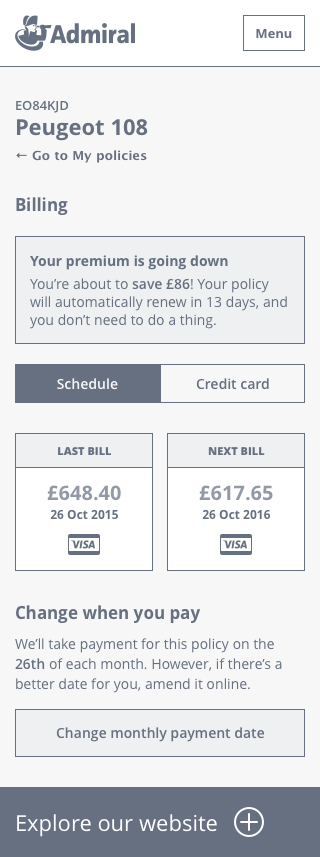 Admiral
Menu
EO84KJD
Peugeot 108
← Go to My policies
Billing
Your premium is going down
You’re about to save £86! Your policy
will automatically renew in 13 days, and
you don’t need to do a thing.
Schedule
Credit card
LAST BILL
£648.40
26 Oct 2015
VISA
NEXT BILL
£617.65
26 Oct 2016
VISA
Change when you pay
We’ll take payment for this policy on the
26th of each month. However, if there’s a
better date for you, amend it online.
Change monthly payment date
Explore our website